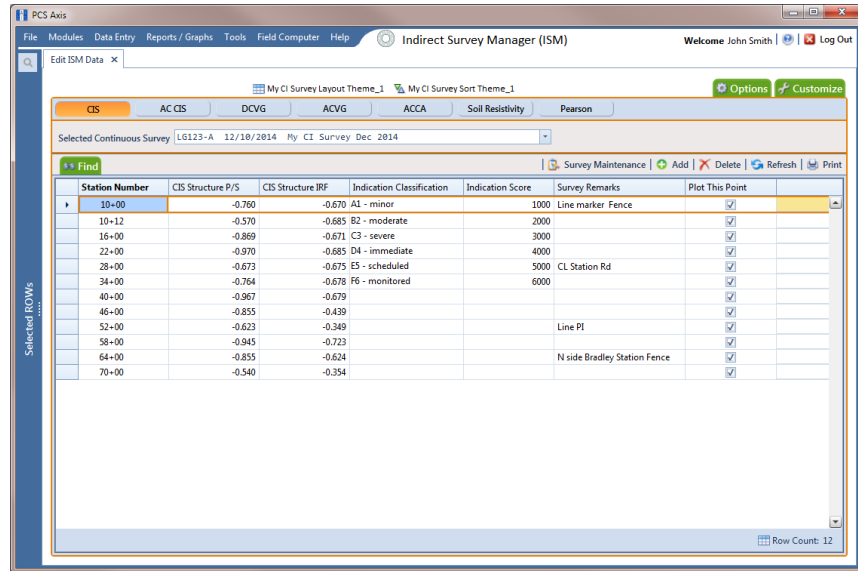 PCS Axis
File Modules Data Entry Reports / Graphs Tools Field Computer Help Indirect Survey Manager (ISM) Welcome John Smith Log Out
Edit ISM Data
My CI Survey Layout Theme_1 My CI Survey Sort Theme_1 Options Customize
CIS AC CIS DCVG ACVG ACCA Soil Resistivity Pearson
Selected Continuous Survey LG123-A 12/10/2014 My CI Survey Dec 2014
Find Survey Maintenance Add Delete Refresh Print
Station Number CIS Structure P/S CIS Structure IRF Indication Classification Indication Score Survey Remarks Plot This Point
10+00 -0.760 -0.670 A1 - minor 1000 Line marker Fence
10+12 -0.570 -0.685 B2 - moderate 2000
16+00 -0.869 -0.671 C3 - severe 3000
22+00 -0.970 -0.685 D4 - immediate 4000
28+00 -0.673 -0.675 E5 - scheduled 5000 CL Station Rd
34+00 -0.764 -0.678 F6 - monitored 6000
40+00 -0.967 -0.679
46+00 -0.855 -0.439
52+00 -0.623 -0.349 Line PI
58+00 -0.945 -0.723
64+00 -0.855 -0.624 N side Bradley Station Fence
70+00 -0.540 -0.354
Selected ROWs
Row Count: 12